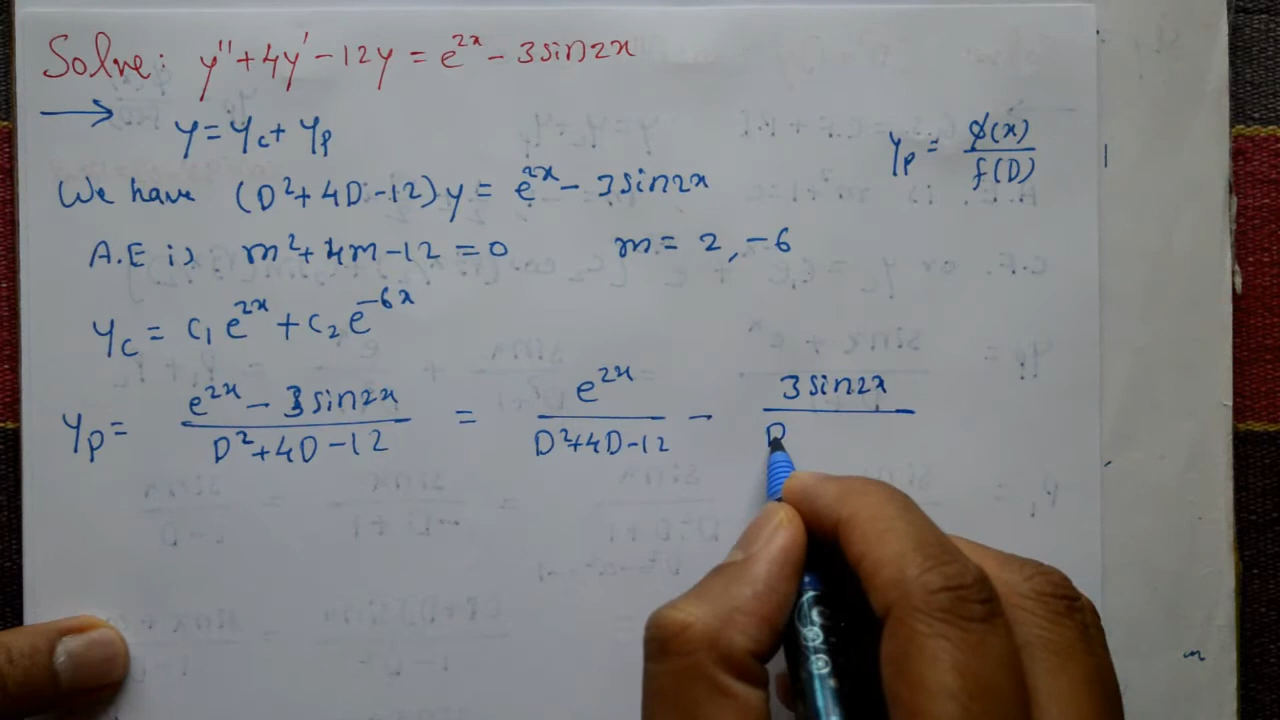 Solve: y'' + 4y' - 12y = e^{2x} - 3sin2x
→ y = y_c + y_p
y_p = φ(x)/f(D)
We have (D² + 4D - 12)y = e^{2x} - 3sin2x
A.E is: m² + 4m - 12 = 0 m = 2, -6
y_c = c₁e^{2x} + c₂e^{-6x}
y_p = (e^{2x} - 3sin2x)/(D² + 4D - 12) = e^{2x}/(D² + 4D - 12) - 3sin2x/D